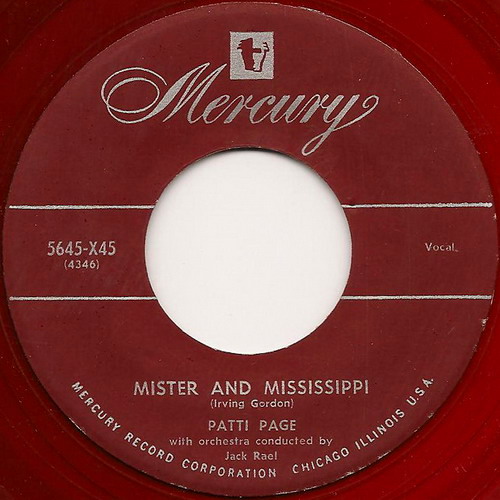 Mercury
5645-X45
(4346)
Vocal
MISTER AND MISSISSIPPI
(Irving Gordon)
PATTI PAGE
with orchestra conducted by
Jack Rael
MERCURY RECORD CORPORATION CHICAGO ILLINOIS U.S.A.